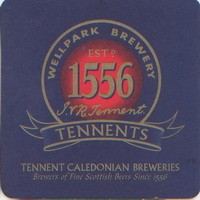 WELLPARK BREWERY
ESTD
1556
J.&R. Tennent.
TENNENTS
TENNENT CALEDONIAN BREWERIES
Brewers of Fine Scottish Beers Since 1556